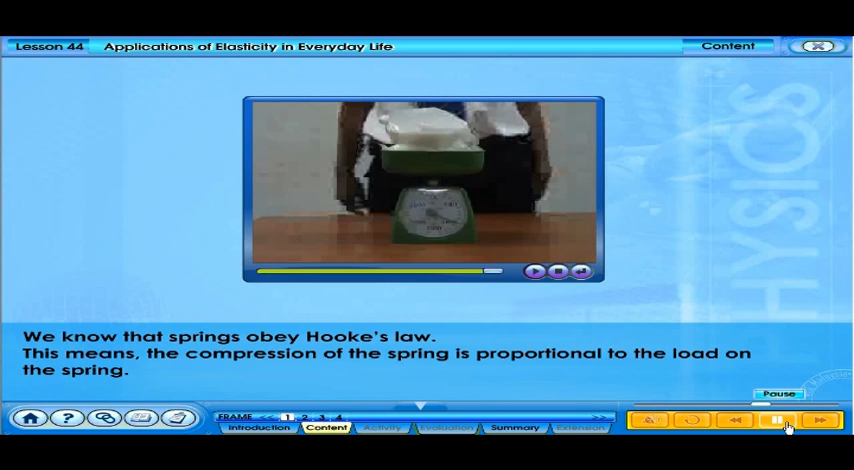 Lesson 44
Applications of Elasticity in Everyday Life
Content
PHYSICS
We know that springs obey Hooke's law.
This means, the compression of the spring is proportional to the load on
the spring.
Pause
FRAME << 1 2 3 4 >>
Introduction Content Activity Evaluation Summary Extension